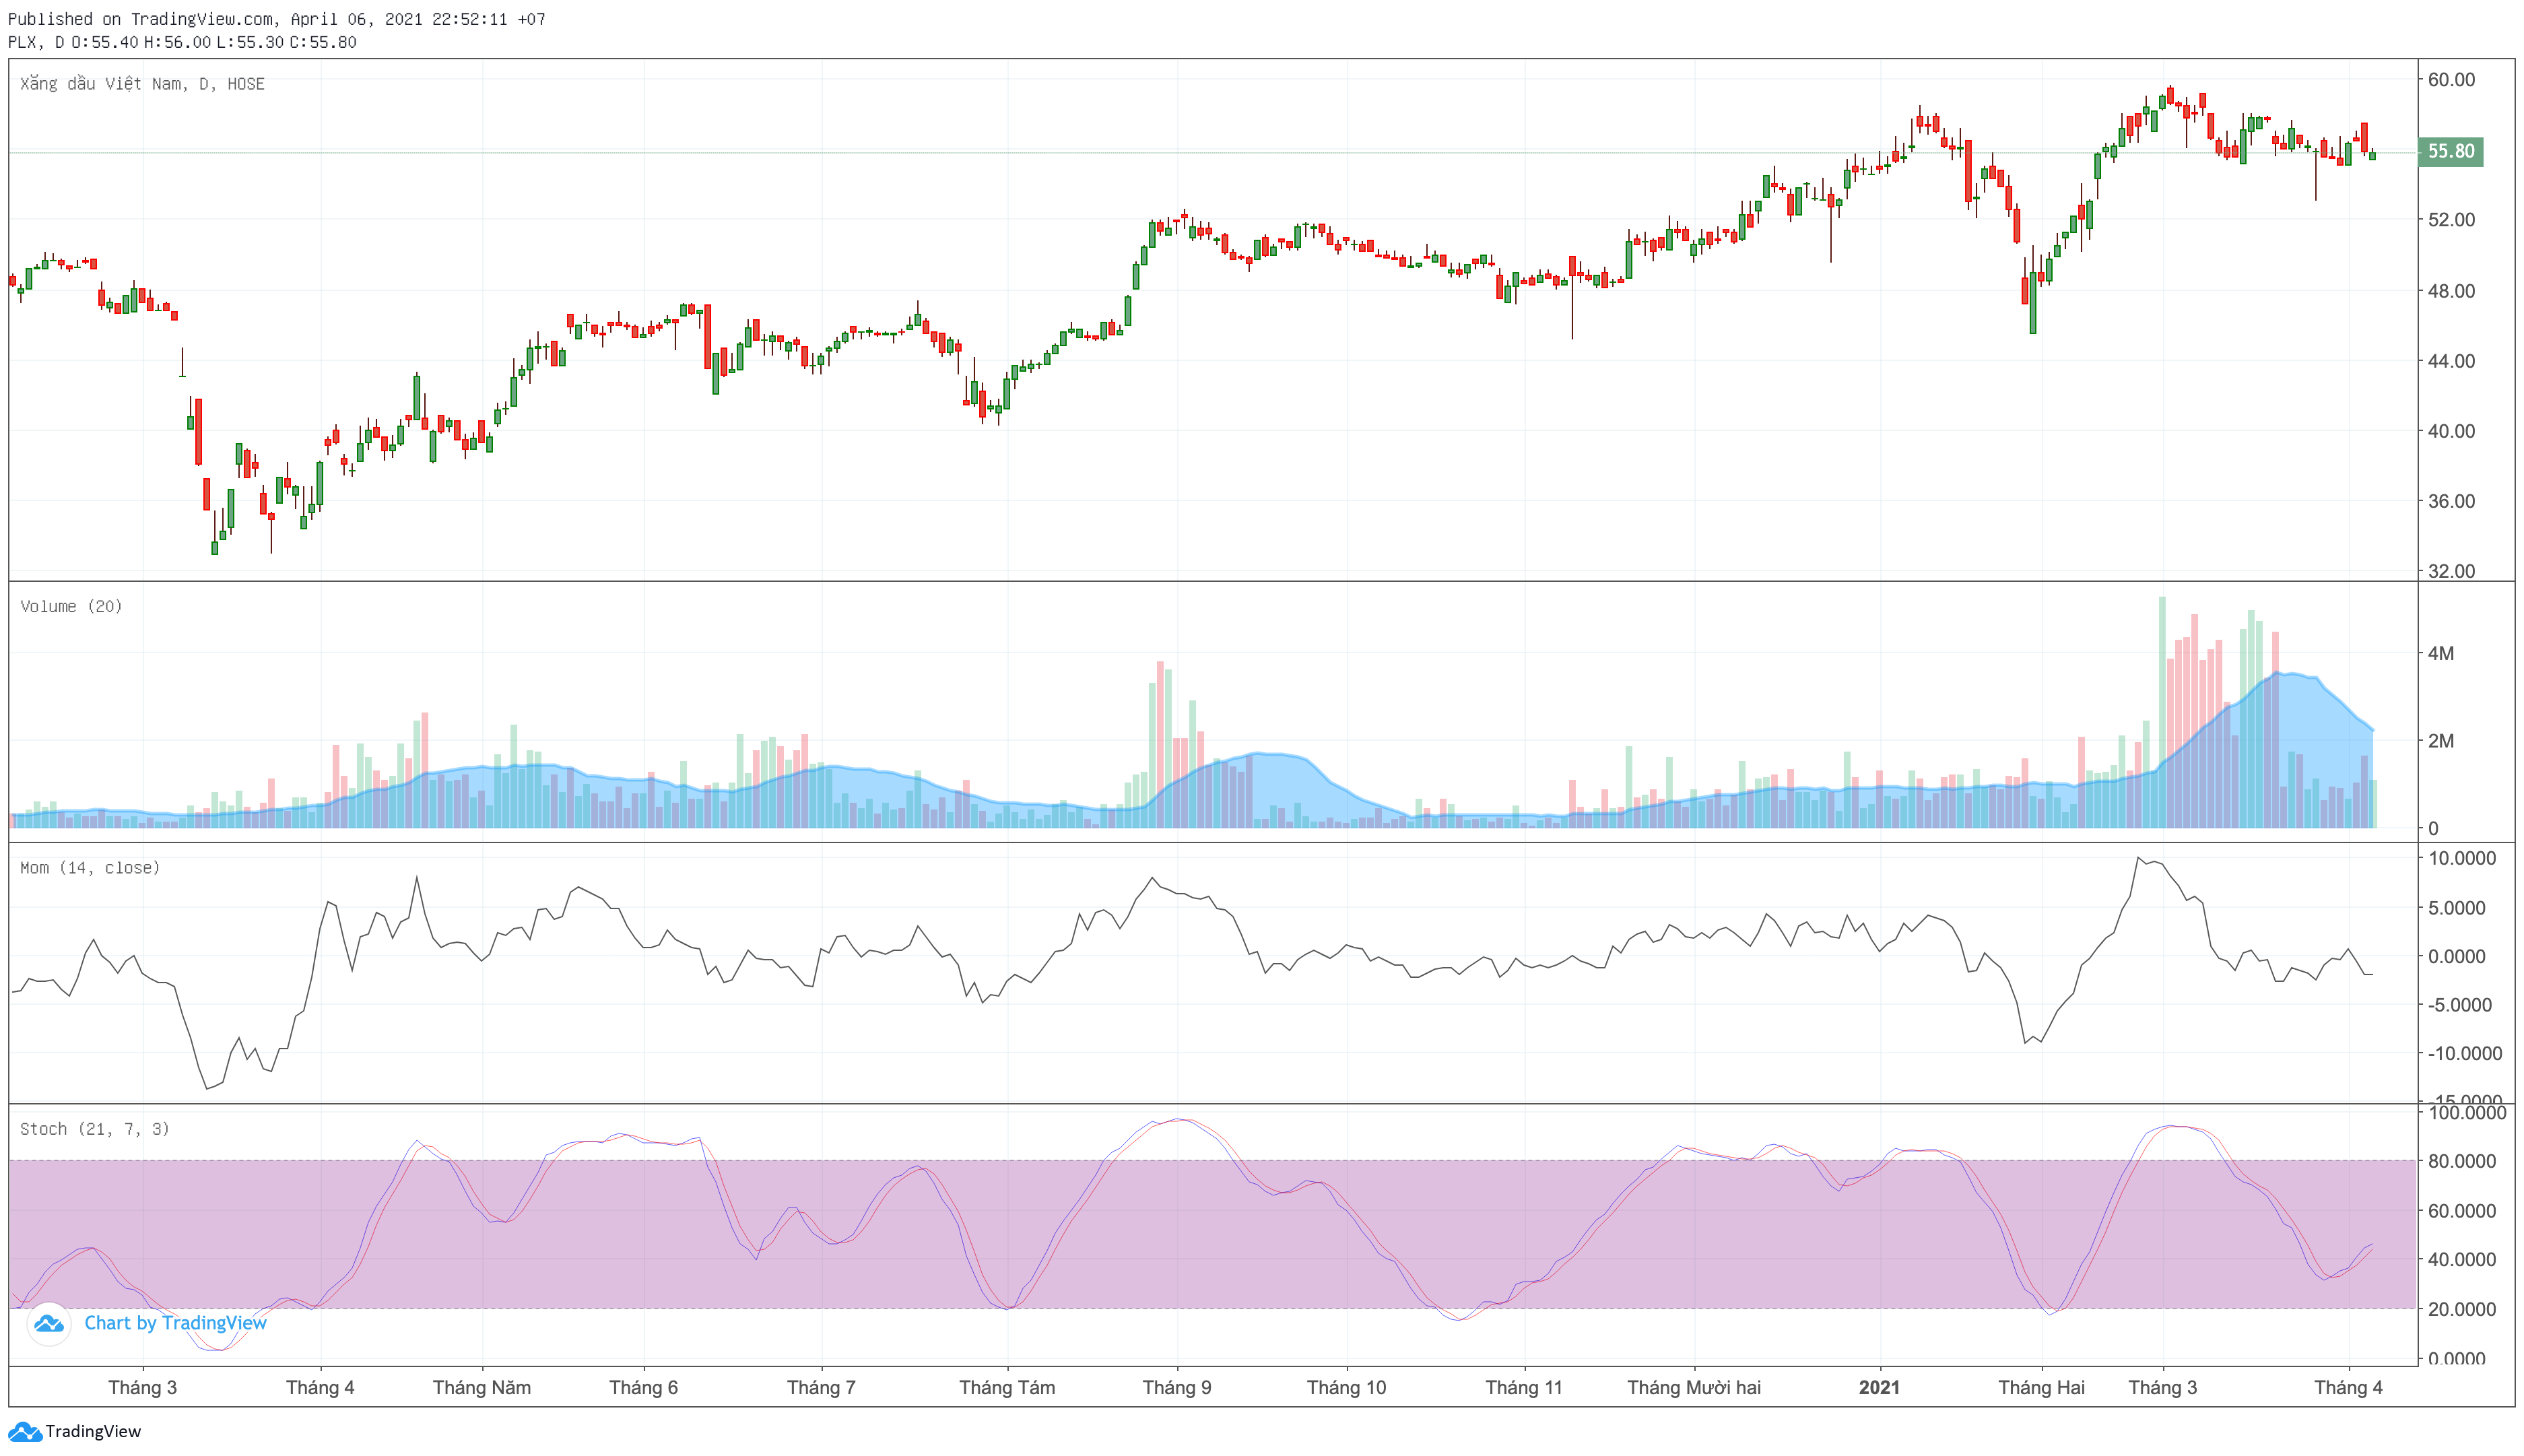 Published on TradingView.com, April 06, 2021 22:52:11 +07
PLX, D O:55.40 H:56.00 L:55.30 C:55.80
Xăng dầu Việt Nam, D, HOSE
60.00
55.80
52.00
48.00
44.00
40.00
36.00
32.00
Volume (20)
4M
2M
0
Mom (14, close)
10.0000
5.0000
0.0000
-5.0000
-10.0000
-15.0000
Stoch (21, 7, 3)
100.0000
80.0000
60.0000
40.0000
20.0000
0.0000
Chart by TradingView
Tháng 3 Tháng 4 Tháng Năm Tháng 6 Tháng 7 Tháng Tám Tháng 9 Tháng 10 Tháng 11 Tháng Mười hai 2021 Tháng Hai Tháng 3 Tháng 4
TradingView